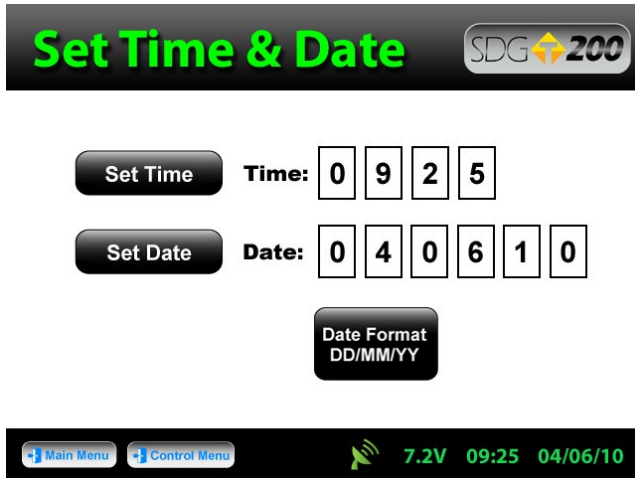 Set Time & Date SDG 200
Set Time Time: 0 9 2 5
Set Date Date: 0 4 0 6 1 0
Date Format
DD/MM/YY
Main Menu Control Menu 7.2V 09:25 04/06/10